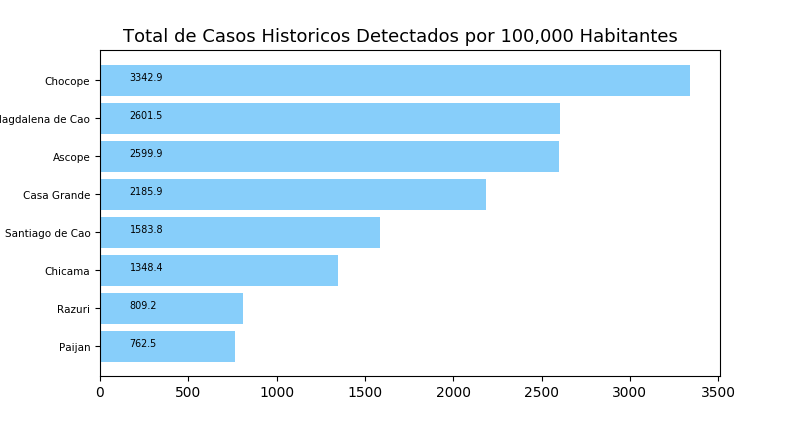 Total de Casos Historicos Detectados por 100,000 Habitantes
Chocope 3342.9
agdalena de Cao 2601.5
Ascope 2599.9
Casa Grande 2185.9
Santiago de Cao 1583.8
Chicama 1348.4
Razuri 809.2
Paijan 762.5
0 500 1000 1500 2000 2500 3000 3500